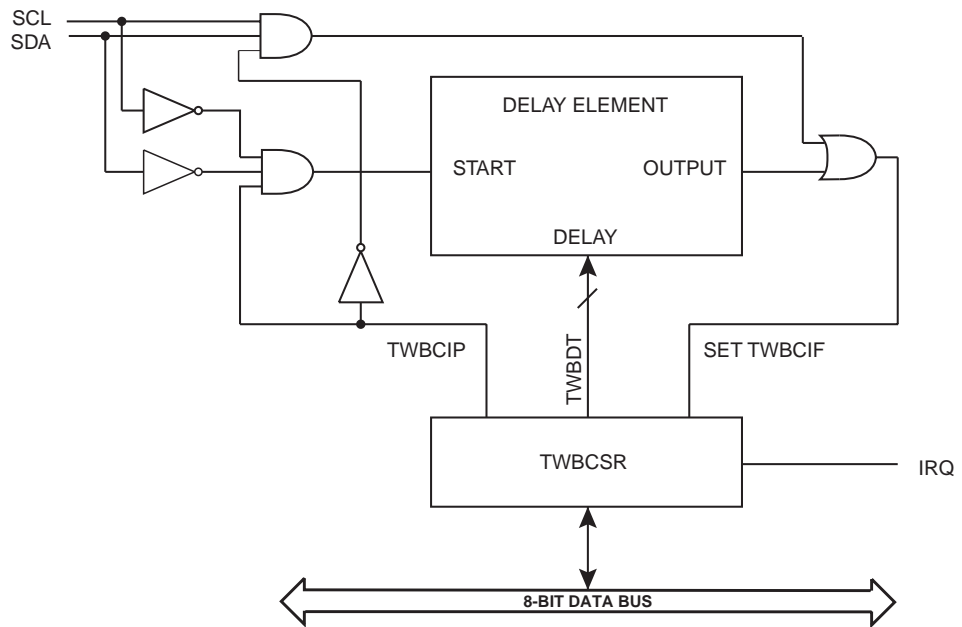 SCL
SDA
DELAY ELEMENT
START
OUTPUT
DELAY
TWBCIP
TWBDT
SET TWBCIF
TWBCSR
IRQ
8-BIT DATA BUS